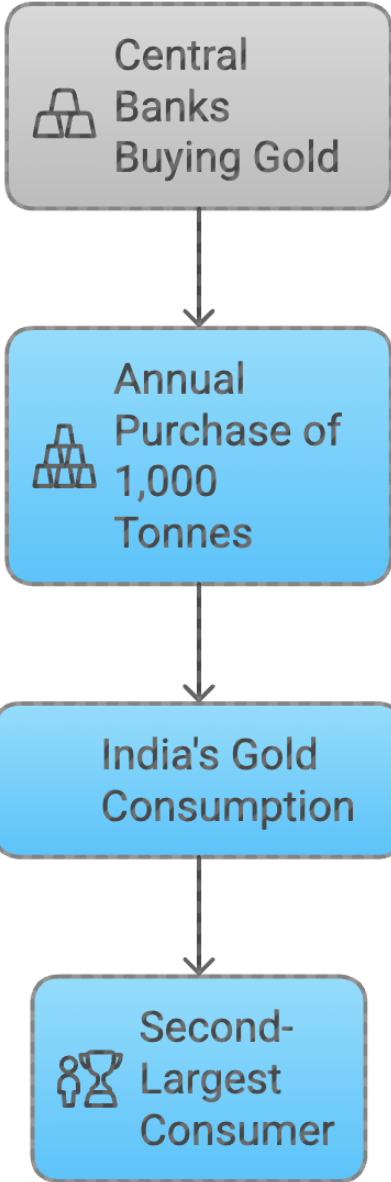 Central
Banks
Buying Gold
Annual
Purchase of
1,000
Tonnes
India's Gold
Consumption
Second-
Largest
Consumer